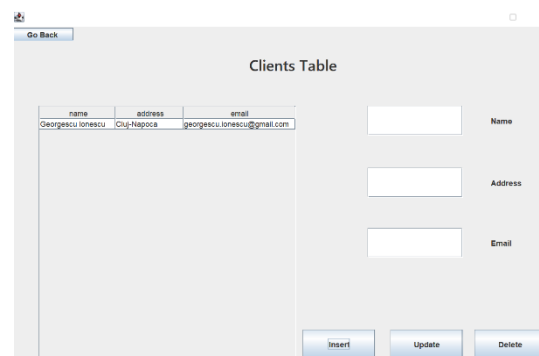 Go Back
Clients Table
name address email
Georgescu Ionescu Cluj-Napoca georgescu.ionescu@gmail.com
Name
Address
Email
Insert Update Delete